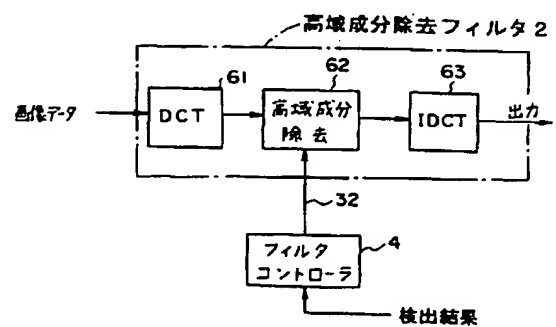 高域成分除去フィルタ2
61
62
63
画像データ
DCT
高域成分
除去
IDCT
出力
32
4
フィルタ
コントローラ
検出結果